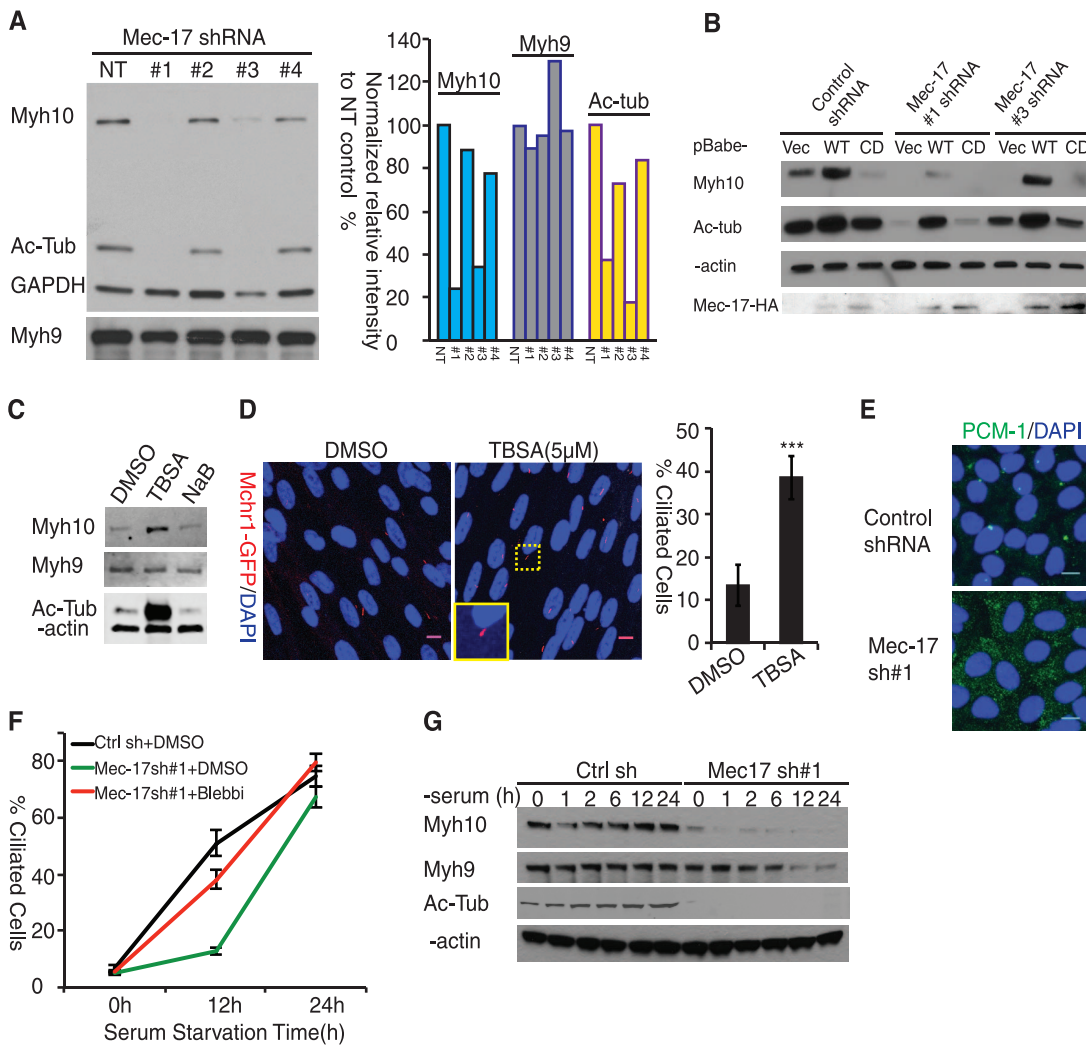 A
Mec-17 shRNA
NT #1 #2 #3 #4
Myh10
Ac-Tub
GAPDH
Myh9
Normalized relative intensity
to NT control %
140
120
100
80
60
40
20
0
Myh10
Myh9
Ac-tub
NT #1 #2 #3 #4 NT #1 #2 #3 #4 NT #1 #2 #3 #4
B
Control
shRNA
Mec-17
#1 shRNA
Mec-17
#3 shRNA
pBabe-
Vec WT CD Vec WT CD Vec WT CD
Myh10
Ac-tub
-actin
Mec-17-HA
C
DMSO
TBSA
NaB
Myh10
Myh9
Ac-Tub
-actin
D
DMSO
TBSA(5µM)
Mchr1-GFP/DAPI
% Ciliated Cells
50
40
30
20
10
0
***
DMSO
TBSA
E
PCM-1/DAPI
Control
shRNA
Mec-17
sh#1
F
Ctrl sh+DMSO
Mec-17sh#1+DMSO
Mec-17sh#1+Blebbi
% Ciliated Cells
80
60
40
20
0
0h 12h 24h
Serum Starvation Time(h)
G
Ctrl sh Mec17 sh#1
-serum (h) 0 1 2 6 12 24 0 1 2 6 12 24
Myh10
Myh9
Ac-Tub
-actin